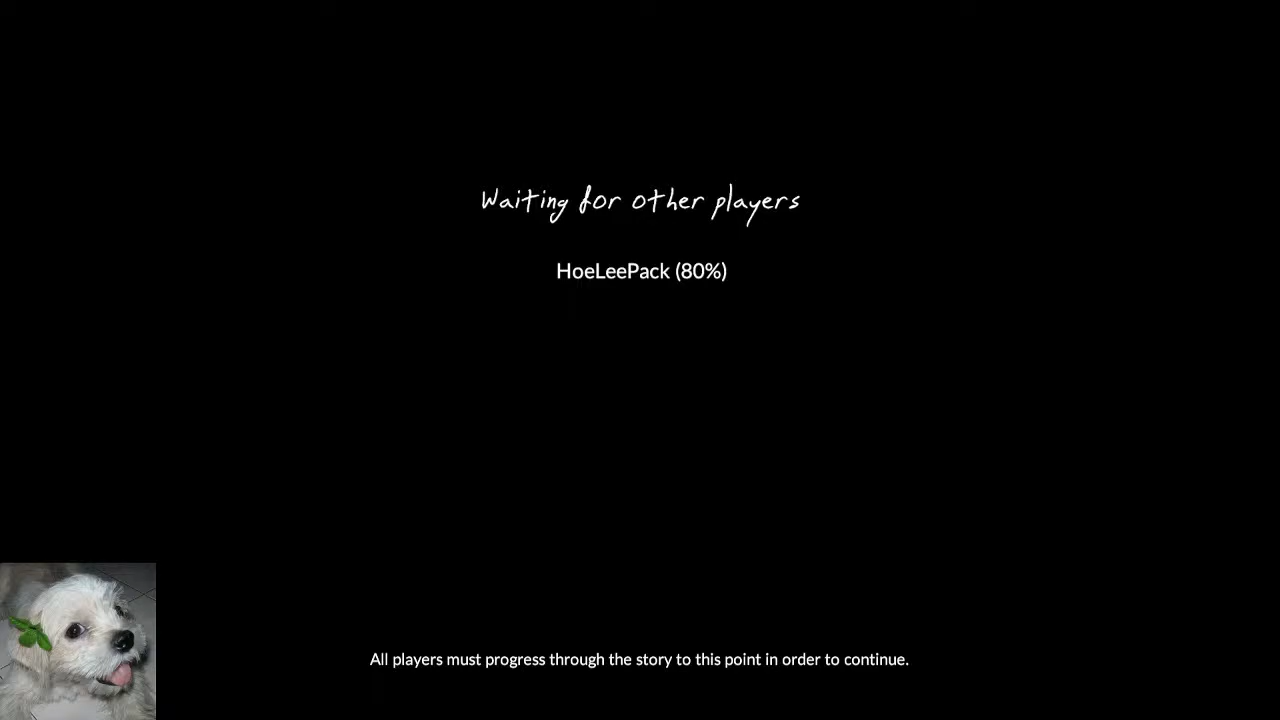 Waiting for other players
HoeLeePack (80%)
All players must progress through the story to this point in order to continue.